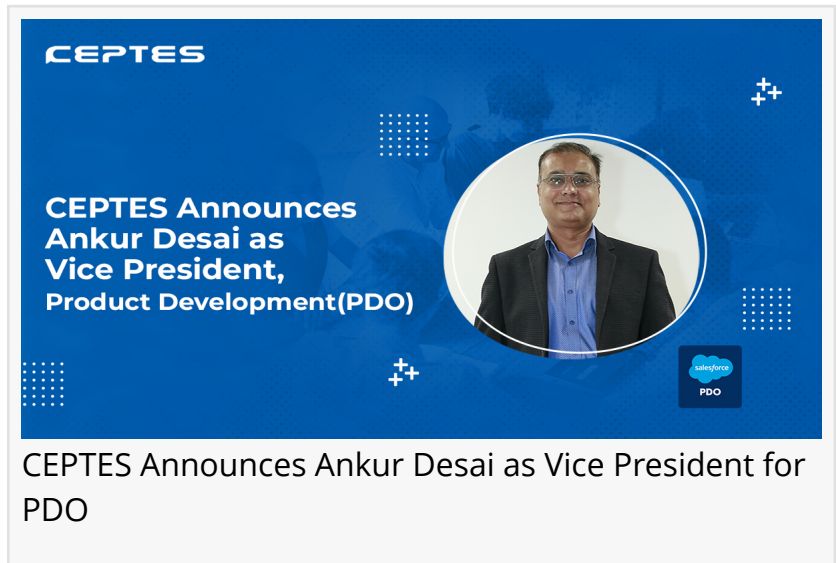 CEPTES
CEPTES Announces
Ankur Desai as
Vice President,
Product Development(PDO)
salesforce
PDO
CEPTES Announces Ankur Desai as Vice President for
PDO